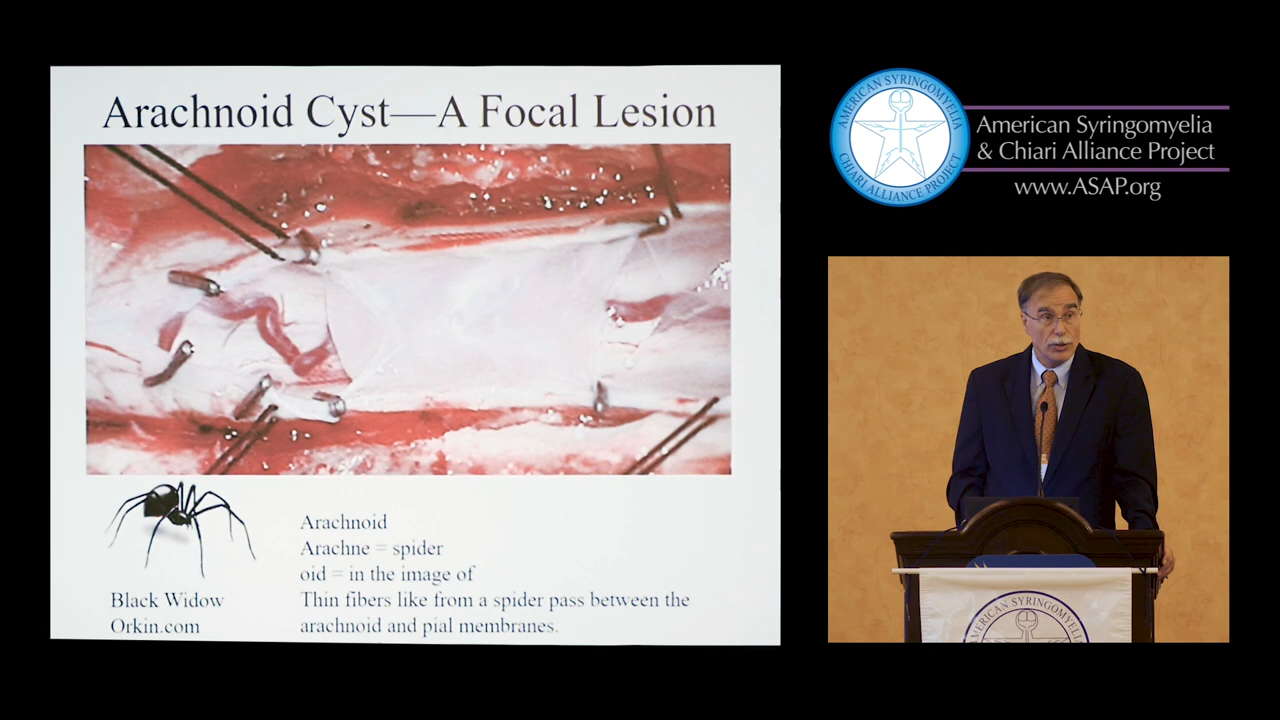 Arachnoid Cyst—A Focal Lesion
Black Widow
Orkin.com
Arachnoid
Arachne = spider
oid = in the image of
Thin fibers like from a spider pass between the
arachnoid and pial membranes.
AMERICAN SYRINGOMYELIA
CHIARI ALLIANCE PROJECT
American Syringomyelia
& Chiari Alliance Project
www.ASAP.org
AMERICAN SYRINGOMYELIA